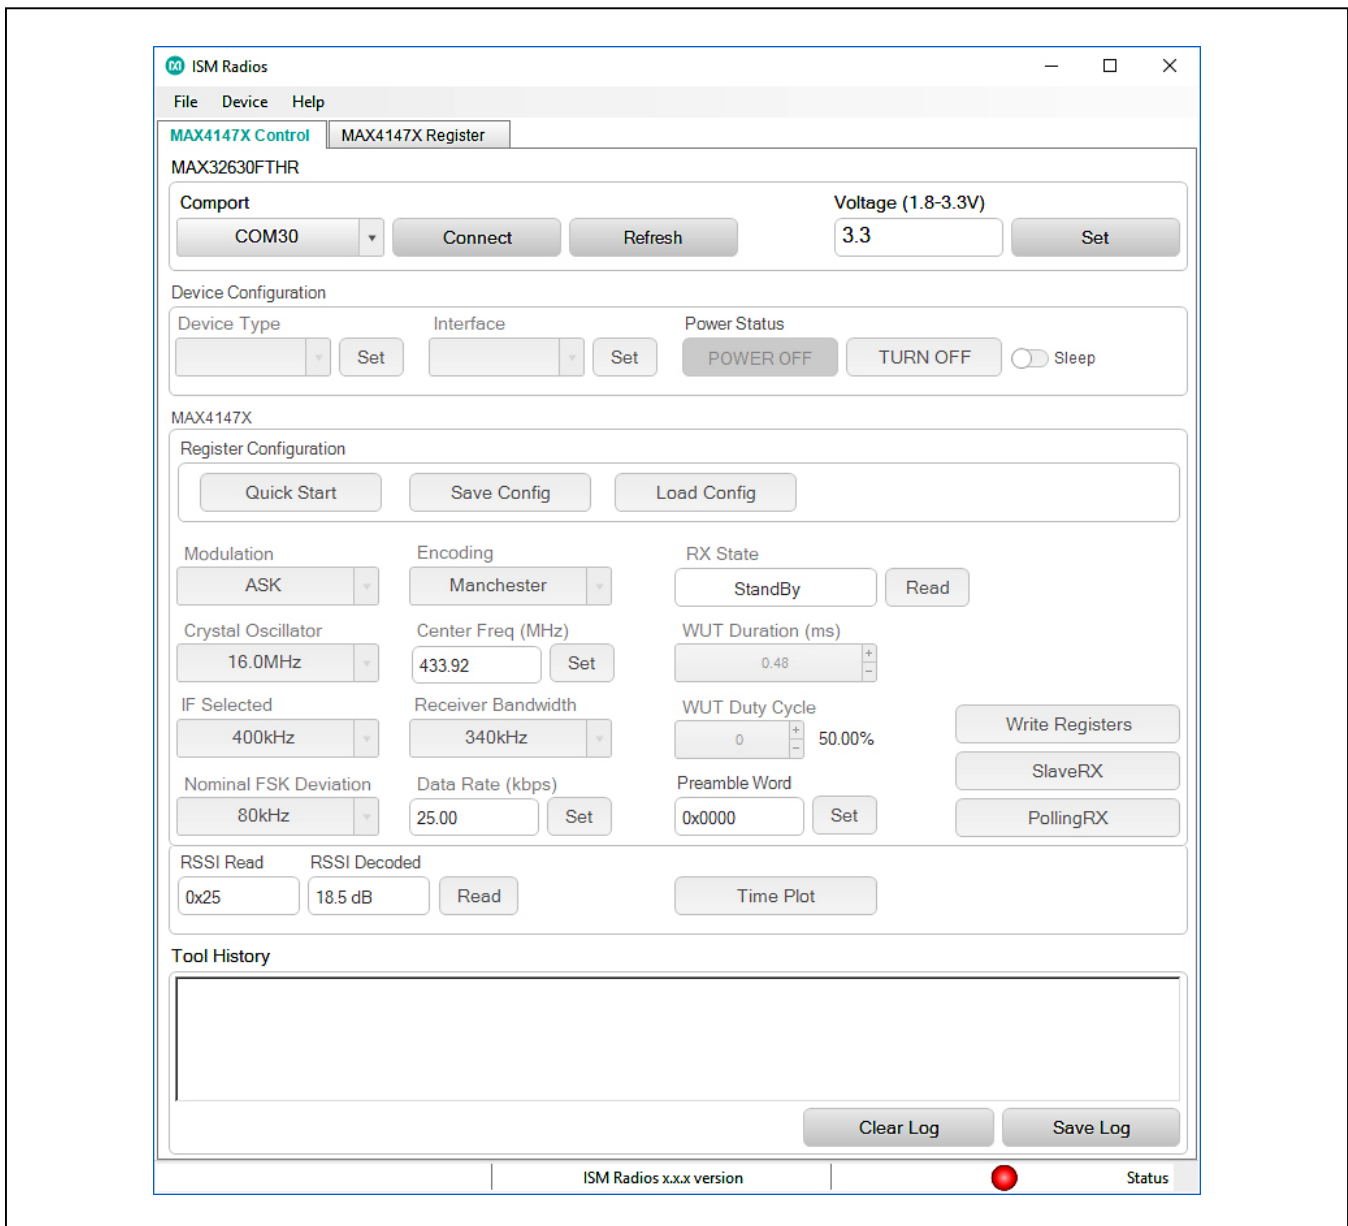 ISM Radios
File Device Help
MAX4147X Control MAX4147X Register
MAX32630FTHR
Comport Voltage (1.8-3.3V)
COM30 Connect Refresh 3.3 Set
Device Configuration
Device Type Interface Power Status
Set Set POWER OFF TURN OFF Sleep
MAX4147X
Register Configuration
Quick Start Save Config Load Config
Modulation Encoding RX State
ASK Manchester StandBy Read
Crystal Oscillator Center Freq (MHz) WUT Duration (ms)
16.0MHz 433.92 Set 0.48
IF Selected Receiver Bandwidth WUT Duty Cycle
400kHz 340kHz 0 50.00% Write Registers
SlaveRX
Nominal FSK Deviation Data Rate (kbps) Preamble Word
80kHz 25.00 Set 0x0000 Set PollingRX
RSSI Read RSSI Decoded
0x25 18.5 dB Read Time Plot
Tool History
Clear Log Save Log
ISM Radios x.x.x version Status